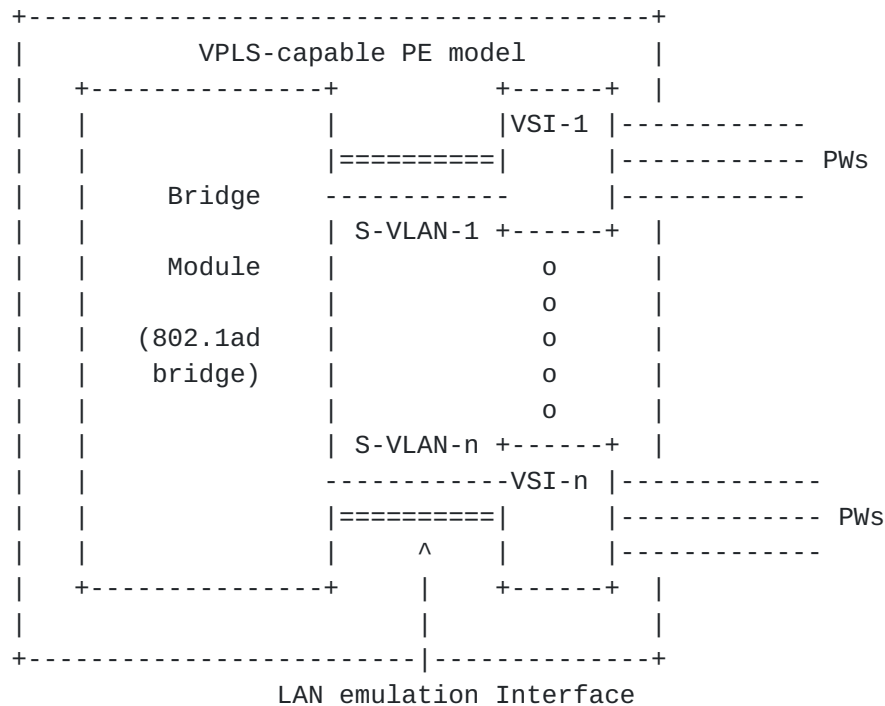 VPLS-capable PE model
VSI-1
PWs
Bridge
S-VLAN-1
Module
o
o
(802.1ad o
bridge) o
o
S-VLAN-n
VSI-n
PWs
^
LAN emulation Interface